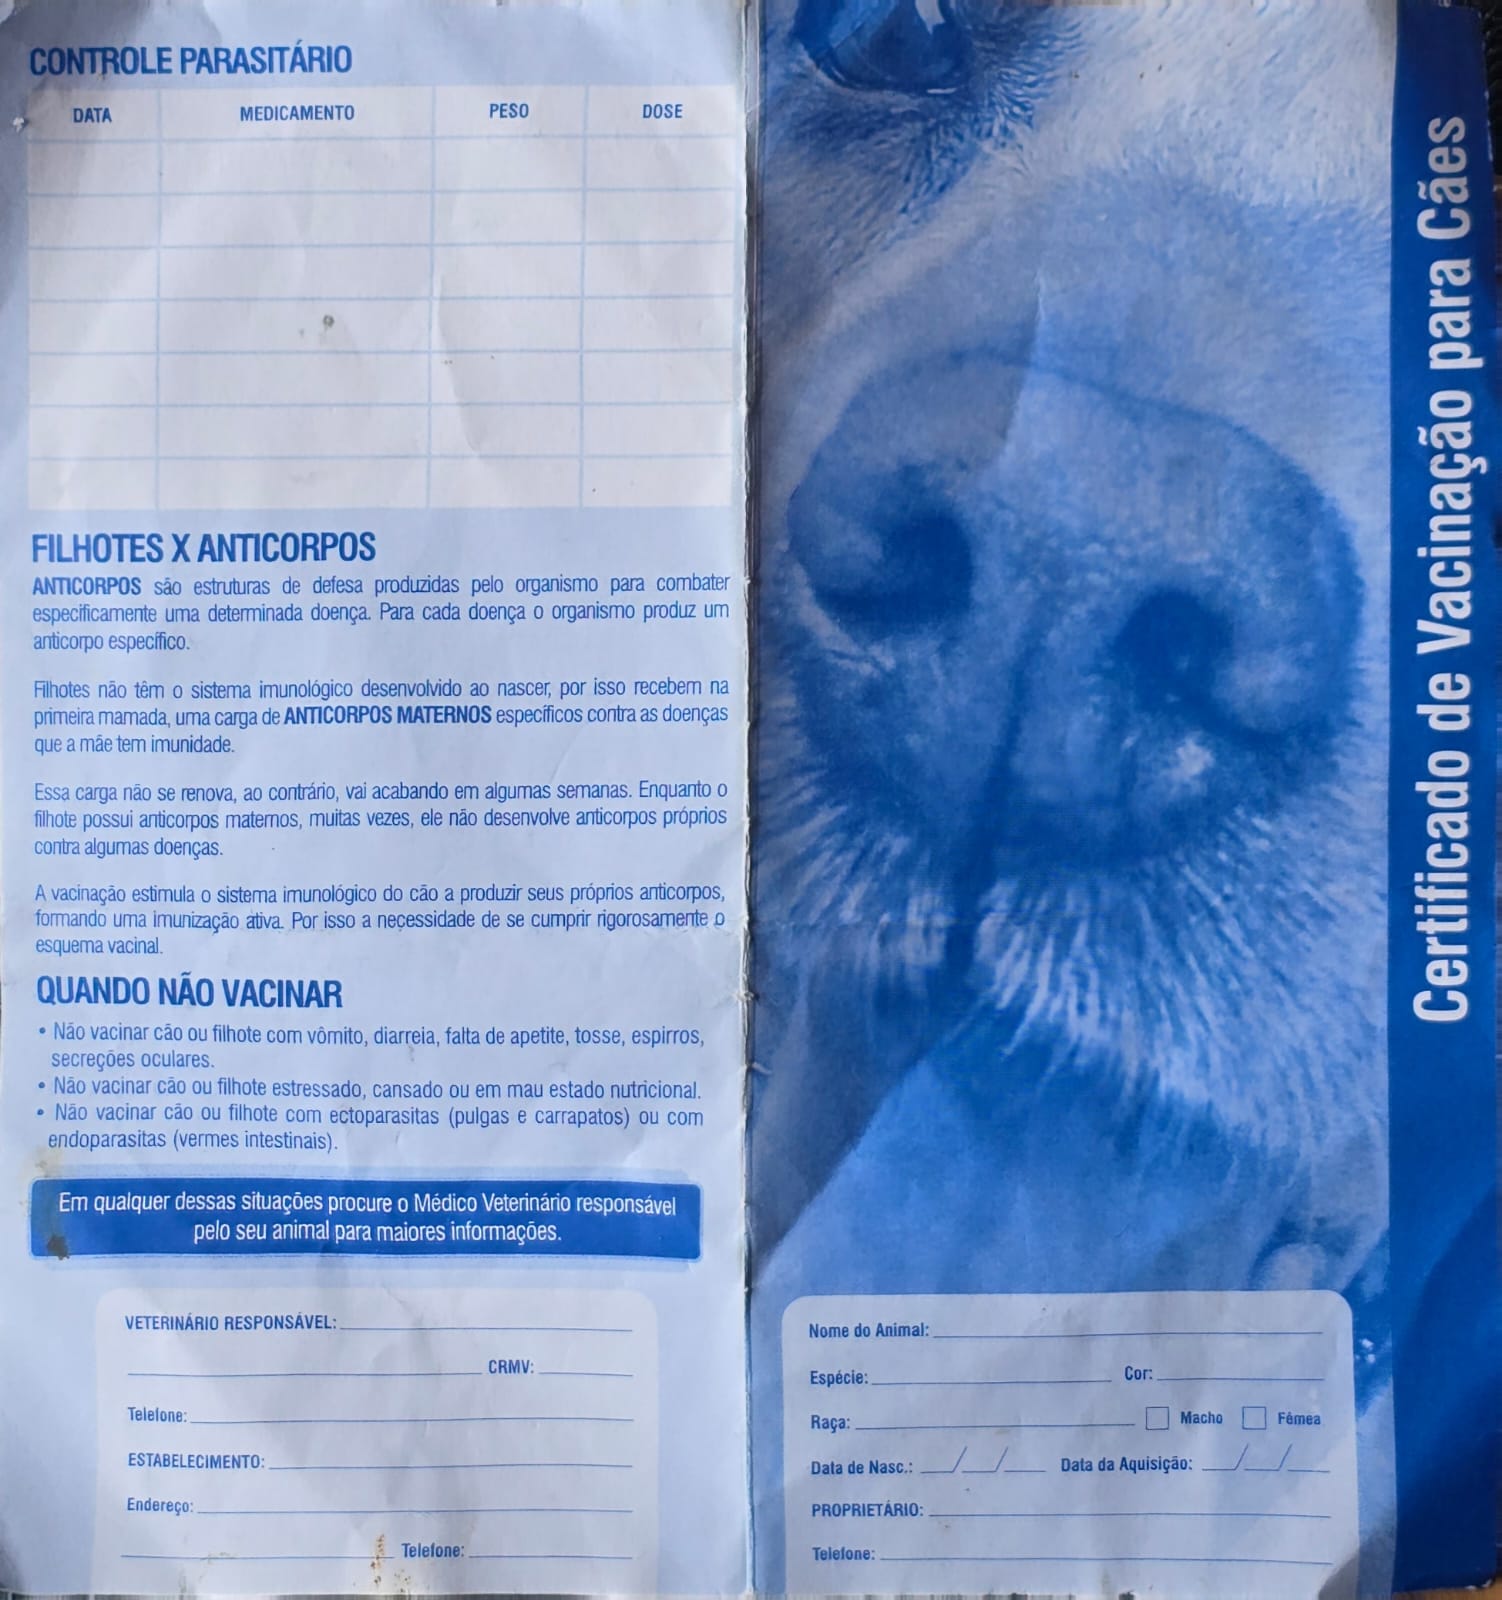 CONTROLE PARASITÁRIO
DATA MEDICAMENTO PESO DOSE
FILHOTES X ANTICORPOS
ANTICORPOS são estruturas de defesa produzidas pelo organismo para combater
especificamente uma determinada doença. Para cada doença o organismo produz um
anticorpo específico.
Filhotes não têm o sistema imunológico desenvolvido ao nascer, por isso recebem na
primeira mamada, uma carga de ANTICORPOS MATERNOS específicos contra as doenças
que a mãe tem imunidade.
Essa carga não se renova, ao contrário, vai acabando em algumas semanas. Enquanto o
filhote possui anticorpos maternos, muitas vezes, ele não desenvolve anticorpos próprios
contra algumas doenças.
A vacinação estimula o sistema imunológico do cão a produzir seus próprios anticorpos,
formando uma imunização ativa. Por isso a necessidade de se cumprir rigorosamente o
esquema vacinal.
QUANDO NÃO VACINAR
• Não vacinar cão ou filhote com vômito, diarreia, falta de apetite, tosse, espirros,
secreções oculares.
• Não vacinar cão ou filhote estressado, cansado ou em mau estado nutricional.
• Não vacinar cão ou filhote com ectoparasitas (pulgas e carrapatos) ou com
endoparasitas (vermes intestinais).
Em qualquer dessas situações procure o Médico Veterinário responsável
pelo seu animal para maiores informações.
VETERINÁRIO RESPONSÁVEL:
CRMV:
Telefone:
ESTABELECIMENTO:
Endereço:
Telefone:
Certificado de Vacinação para Cães
Nome do Animal:
Espécie: Cor:
Raça: Macho Fêmea
Data de Nasc.: / / Data da Aquisição: / /
PROPRIETÁRIO:
Telefone: